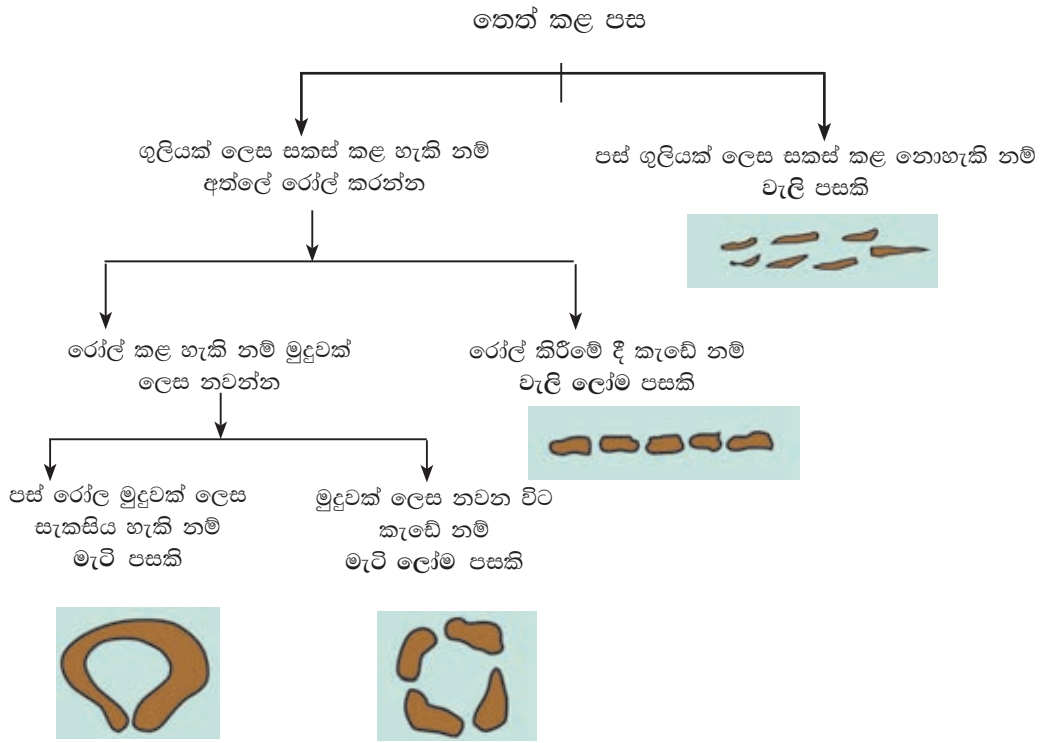 තෙත් කළ පස
ගුලියක් ලෙස සකස් කළ හැකි නම්
අත්ලේ රෝල් කරන්න
පස් ගුලියක් ලෙස සකස් කළ නොහැකි නම්
වැලි පසකි
රෝල් කළ හැකි නම් මුදුවක්
ලෙස නවන්න
රෝල් කිරීමේ දී කැඩේ නම්
වැලි ලෝම පසකි
පස් රෝල මුදුවක් ලෙස
සැකසිය හැකි නම්
මැටි පසකි
මුදුවක් ලෙස නවන විට
කැඩේ නම්
මැටි ලෝම පසකි